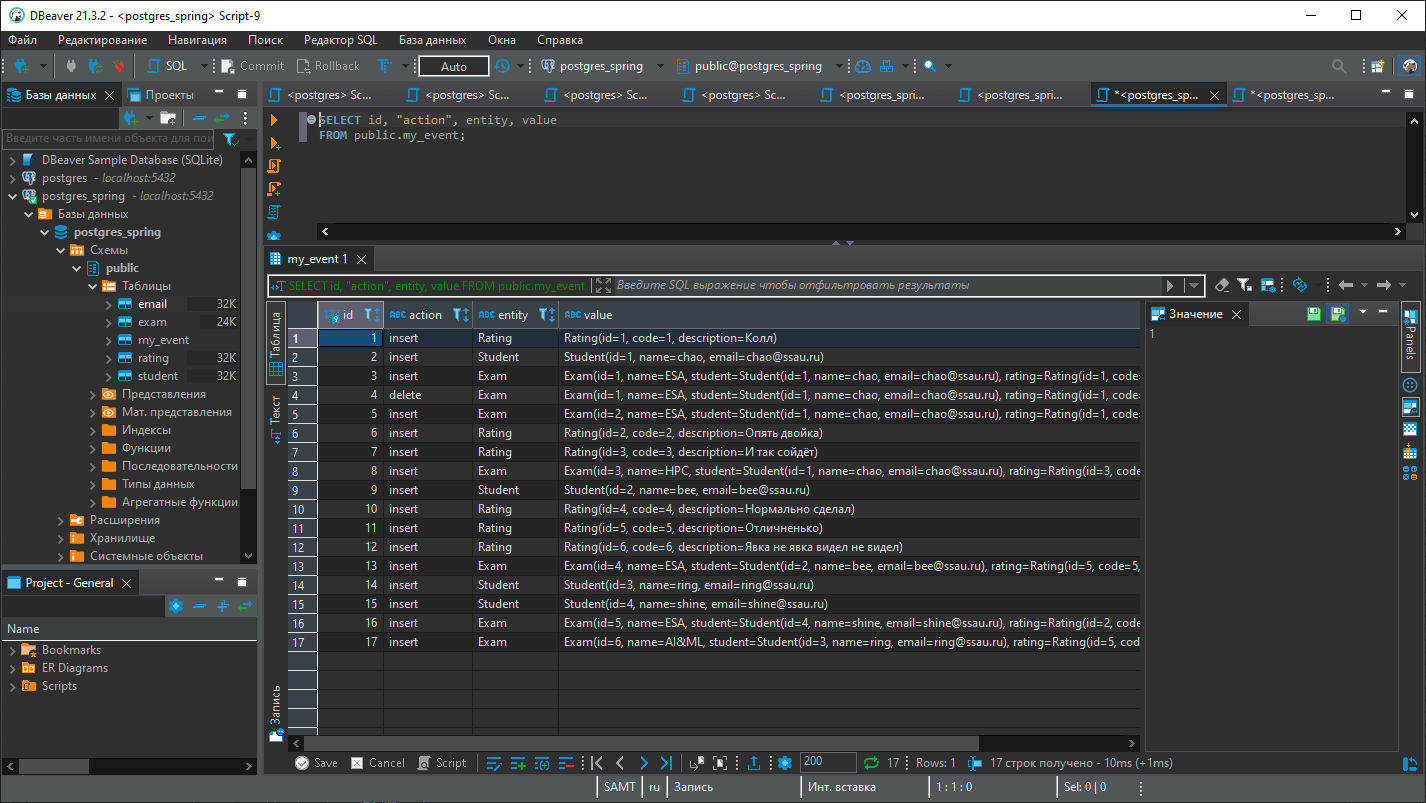 DBeaver 21.3.2 - <postgres_spring> Script-9
Файл Редактирование Навигация Поиск Редактор SQL База данных Окна Справка
SQL Commit Rollback Auto postgres_spring public@postgres_spring
Базы данных Проекты
<postgres> Sc... <postgres> Sc... <postgres> Sc... <postgres> Sc... <postgres_spri... <postgres_spri... *<postgres_sp... *<postgres_sp...
Введите часть имени объекта для пои
DBeaver Sample Database (SQLite)
postgres - localhost:5432
postgres_spring - localhost:5432
Базы данных
postgres_spring
Схемы
public
Таблицы
email 32K
exam 24K
my_event
rating 32K
student 32K
Представления
Мат. представления
Индексы
Функции
Последовательности
Типы данных
Агрегатные функции
Расширения
Хранилище
Системные объекты
Project - General
Name
Bookmarks
ER Diagrams
Scripts
SELECT id, "action", entity, value
FROM public.my_event;
my_event 1
SELECT id, "action", entity, value FROM public.my_event Введите SQL выражение чтобы отфильтровать результаты
Таблица
Текст
Запись
id ABC action ABC entity ABC value
1 1 insert Rating Rating(id=1, code=1, description=Колл)
2 2 insert Student Student(id=1, name=chao, email=chao@ssau.ru)
3 3 insert Exam Exam(id=1, name=ESA, student=Student(id=1, name=chao, email=chao@ssau.ru), rating=Rating(id=1, code=
4 4 delete Exam Exam(id=1, name=ESA, student=Student(id=1, name=chao, email=chao@ssau.ru), rating=Rating(id=1, code=
5 5 insert Exam Exam(id=2, name=ESA, student=Student(id=1, name=chao, email=chao@ssau.ru), rating=Rating(id=1, code=
6 6 insert Rating Rating(id=2, code=2, description=Опять двойка)
7 7 insert Rating Rating(id=3, code=3, description=И так сойдёт)
8 8 insert Exam Exam(id=3, name=HPC, student=Student(id=1, name=chao, email=chao@ssau.ru), rating=Rating(id=3, code
9 9 insert Student Student(id=2, name=bee, email=bee@ssau.ru)
10 10 insert Rating Rating(id=4, code=4, description=Нормально сделал)
11 11 insert Rating Rating(id=5, code=5, description=Отличненько)
12 12 insert Rating Rating(id=6, code=6, description=Явка не явка видел не видел)
13 13 insert Exam Exam(id=4, name=ESA, student=Student(id=2, name=bee, email=bee@ssau.ru), rating=Rating(id=5, code=5,
14 14 insert Student Student(id=3, name=ring, email=ring@ssau.ru)
15 15 insert Student Student(id=4, name=shine, email=shine@ssau.ru)
16 16 insert Exam Exam(id=5, name=ESA, student=Student(id=4, name=shine, email=shine@ssau.ru), rating=Rating(id=2, code
17 17 insert Exam Exam(id=6, name=AI&ML, student=Student(id=3, name=ring, email=ring@ssau.ru), rating=Rating(id=5, cod
Значение
1
Panels
Save Cancel Script 200 17 Rows: 1 17 строк получено - 10ms (+1ms)
SAMT ru Запись Инт. вставка 1 : 1 : 0 Sel: 0 | 0